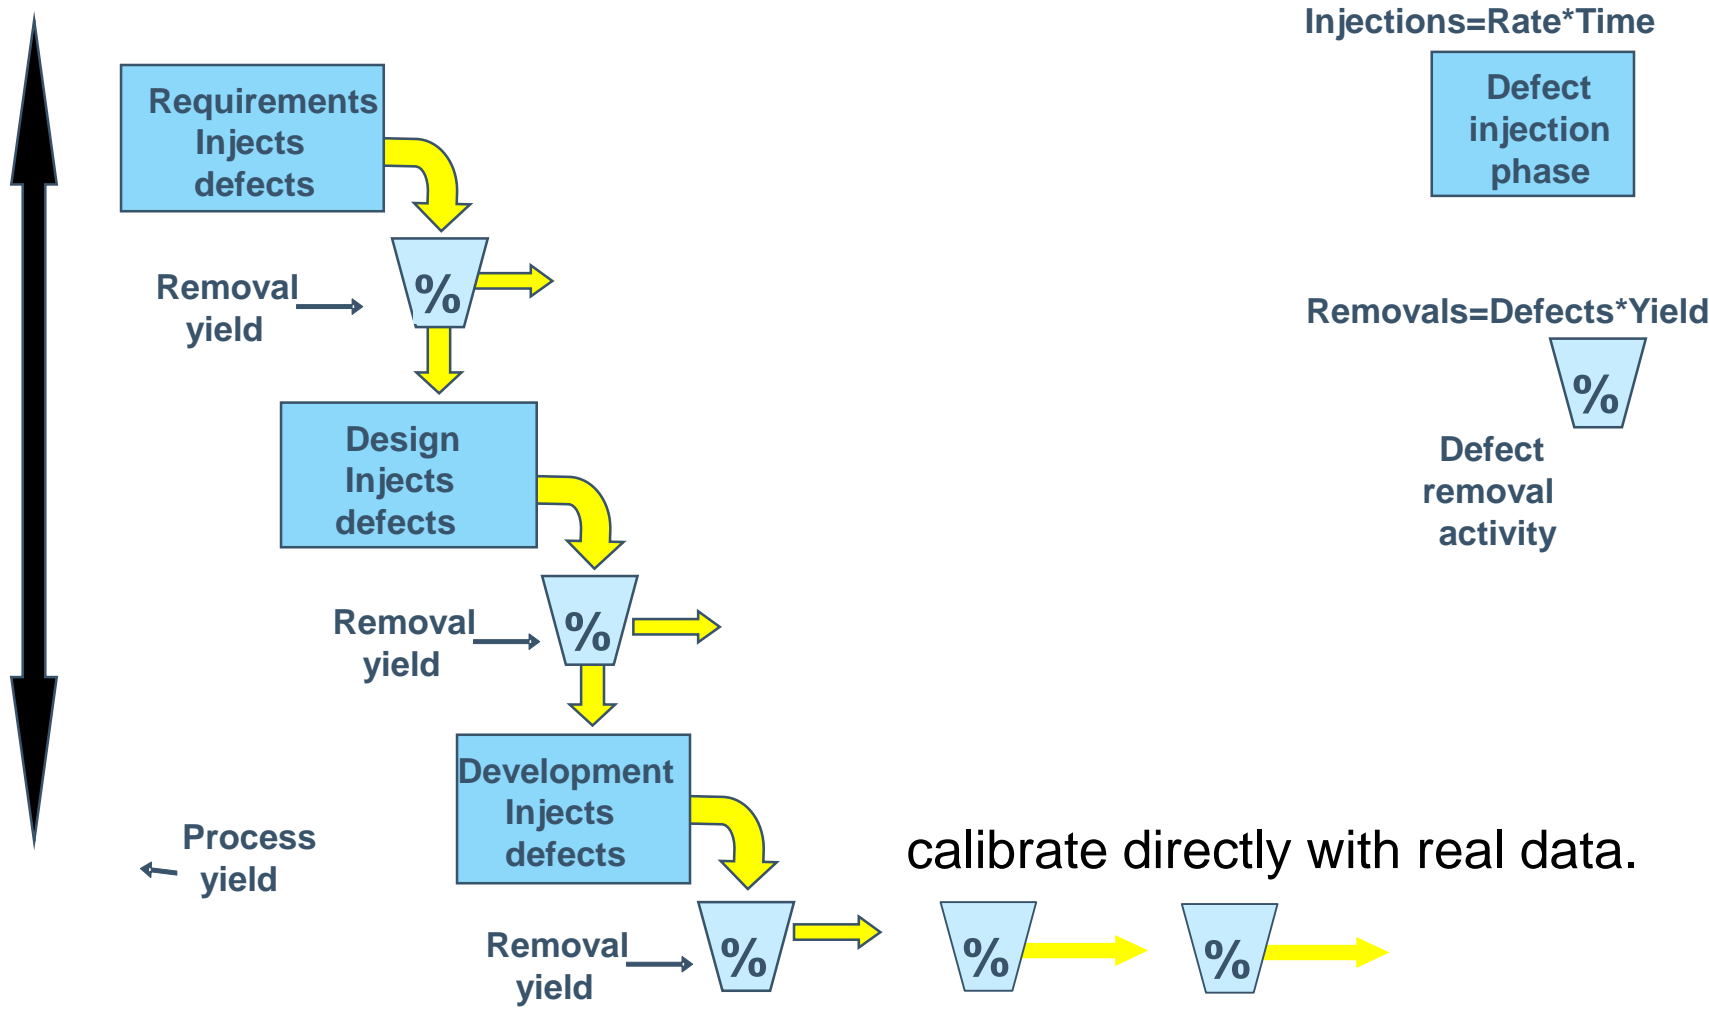 Injections=Rate*Time
Requirements
Injects
defects
Defect
injection
phase
%
Removal
yield
Removals=Defects*Yield
%
Defect
removal
activity
Design
Injects
defects
%
Removal
yield
Development
Injects
defects
Process
yield
calibrate directly with real data.
Removal
yield
%
%
%